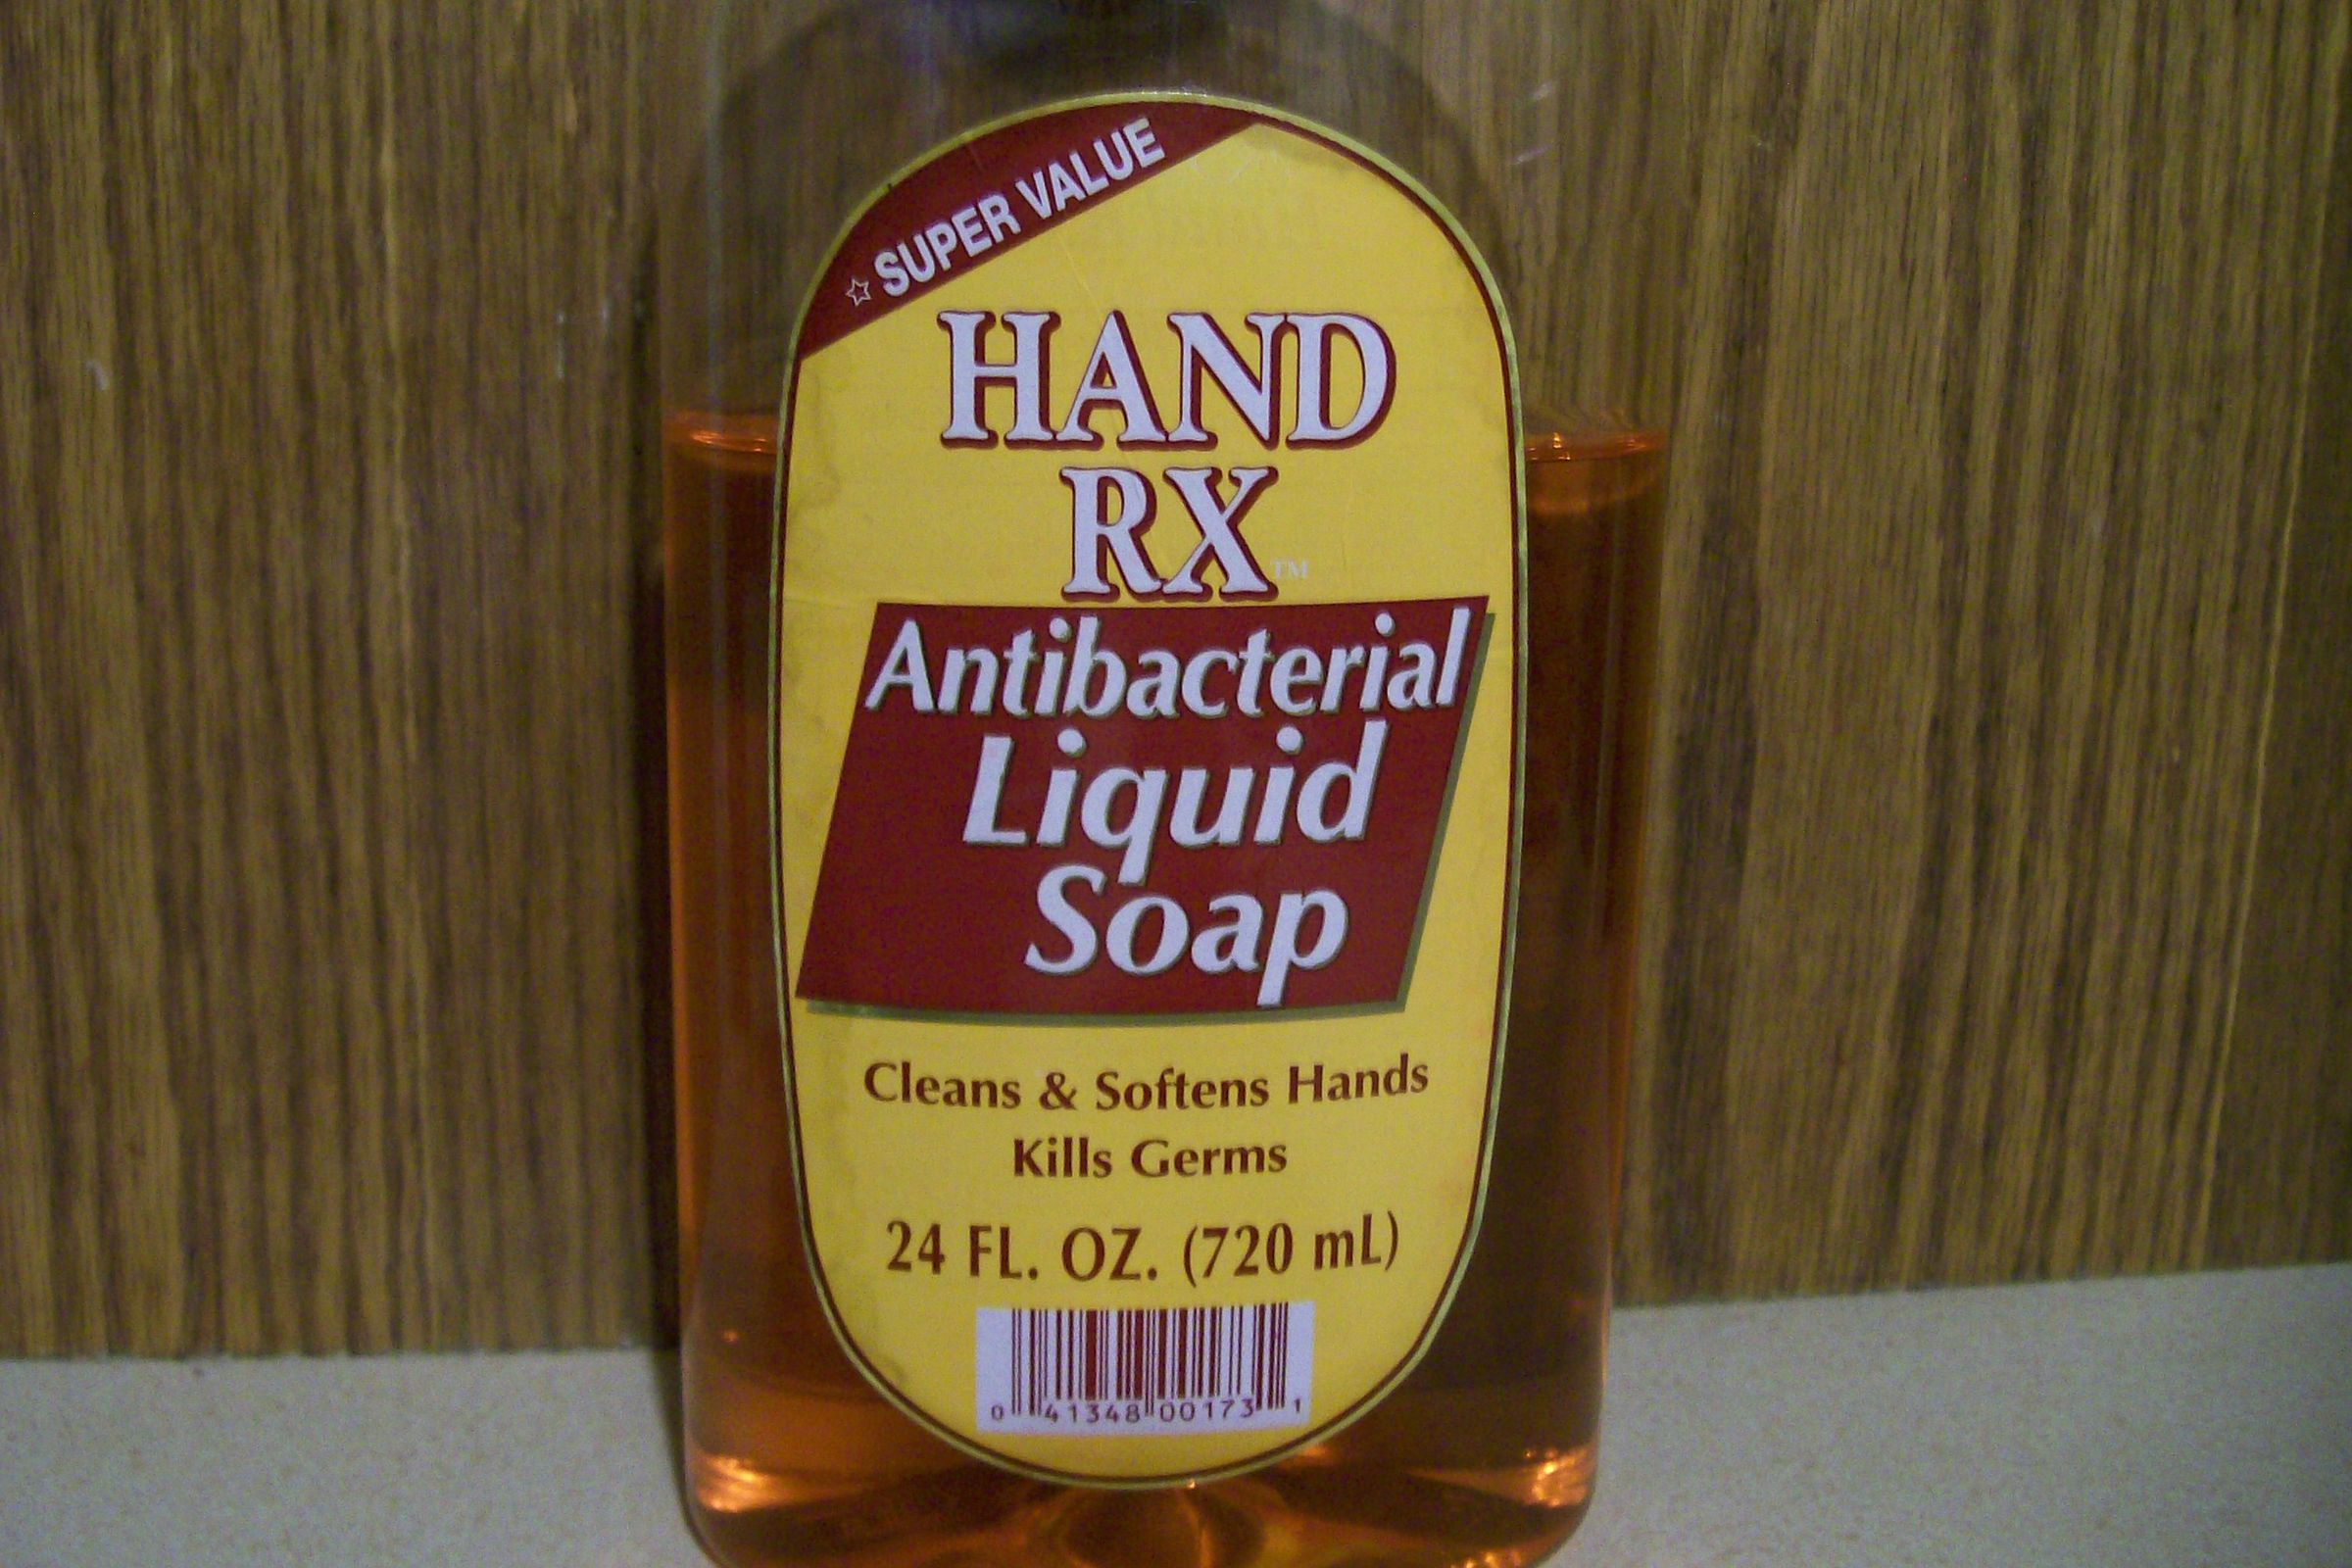 ☆ SUPER VALUE
HAND
RX™
Antibacterial
Liquid
Soap
Cleans & Softens Hands
Kills Germs
24 FL. OZ. (720 mL)
0 41348 00173 1